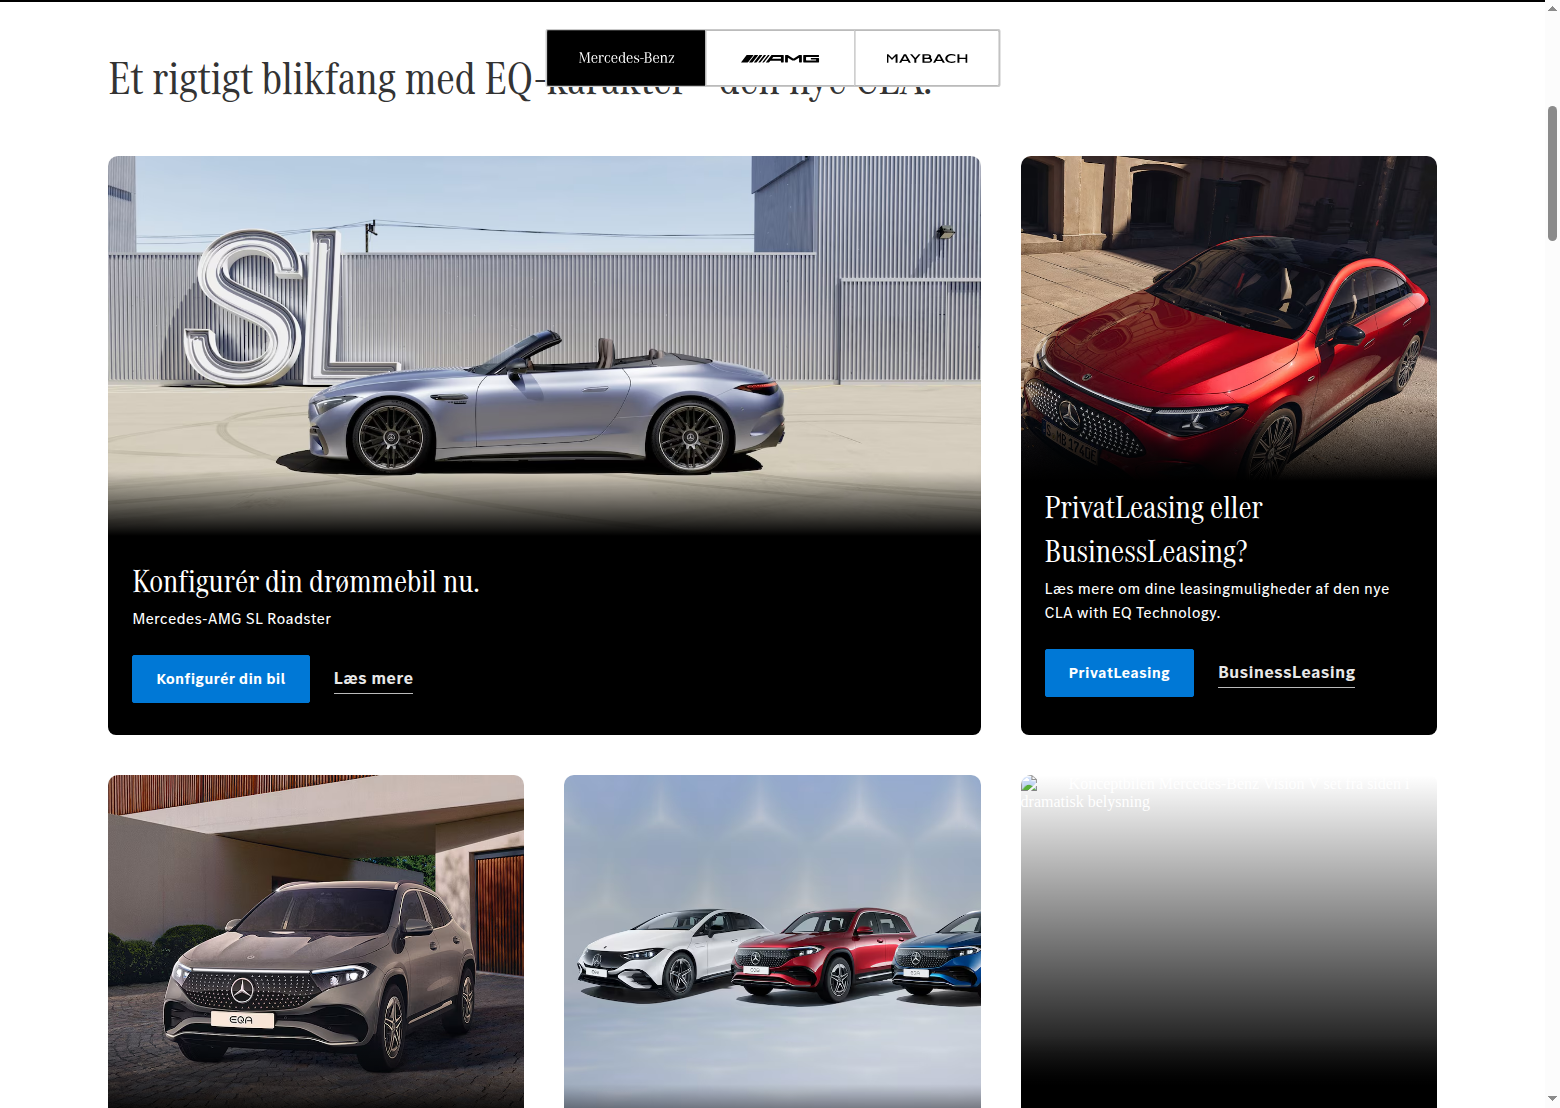 Mercedes-Benz
AMG
MAYBACH
Et rigtigt blikfang med EQ-karakter - den nye CLA.
SL
Konfigurér din drømmebil nu.
Mercedes-AMG SL Roadster
Konfigurér din bil
Læs mere
PrivatLeasing eller
BusinessLeasing?
Læs mere om dine leasingmuligheder af den nye
CLA with EQ Technology.
PrivatLeasing
BusinessLeasing
EQA
Konceptbilen Mercedes-Benz Vision V set fra siden i
dramatisk belysning